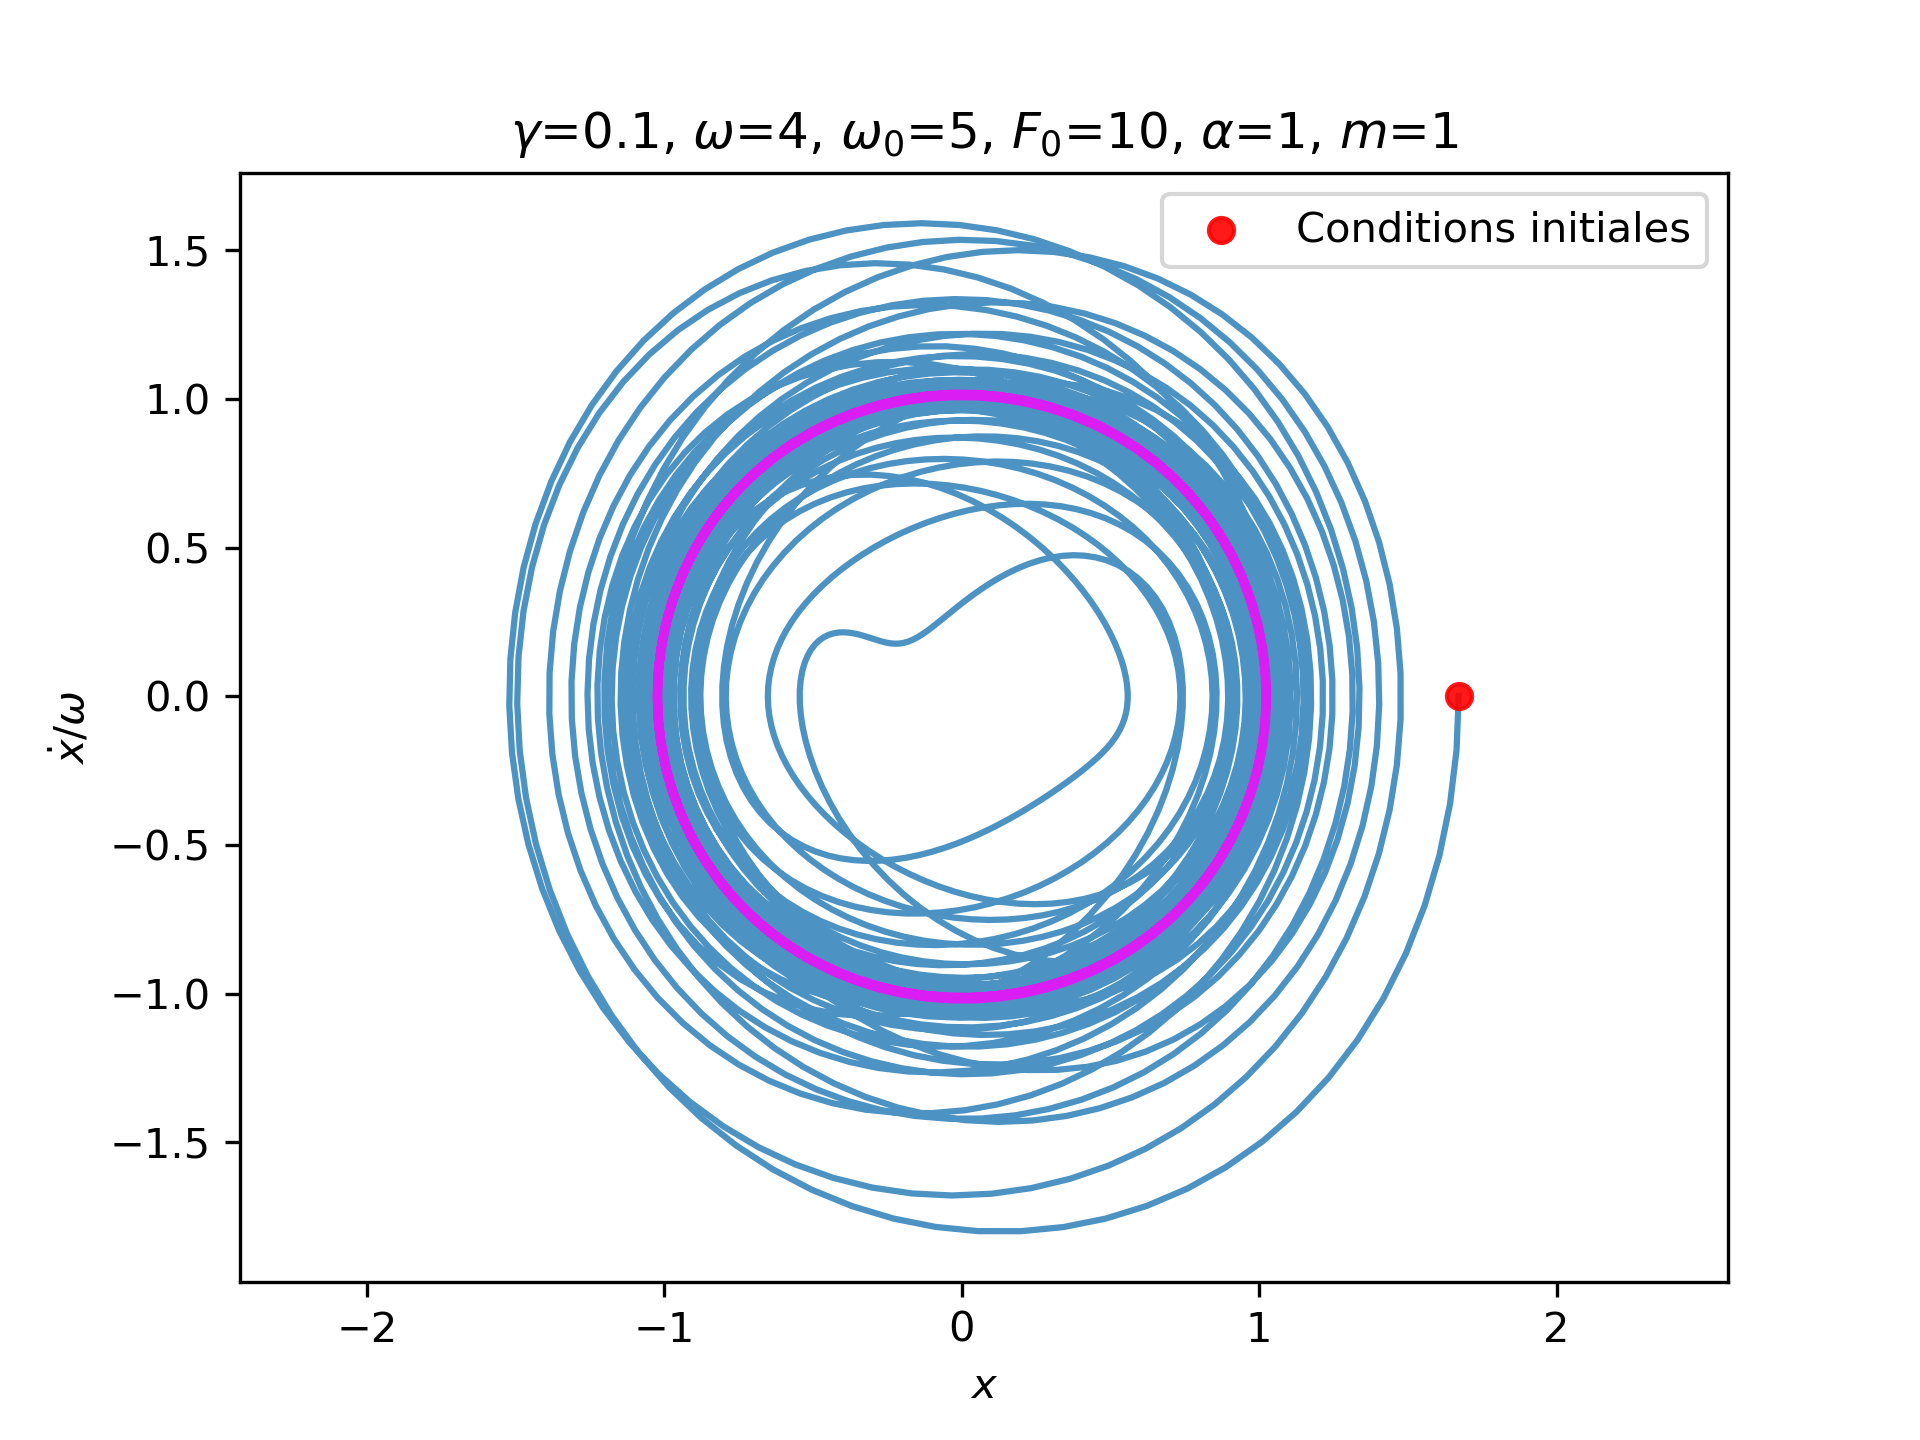 γ=0.1, ω=4, ω₀=5, F₀=10, α=1, m=1
Conditions initiales
1.5
1.0
0.5
0.0
−0.5
−1.0
−1.5
ẋ/ω
−2 −1 0 1 2
x